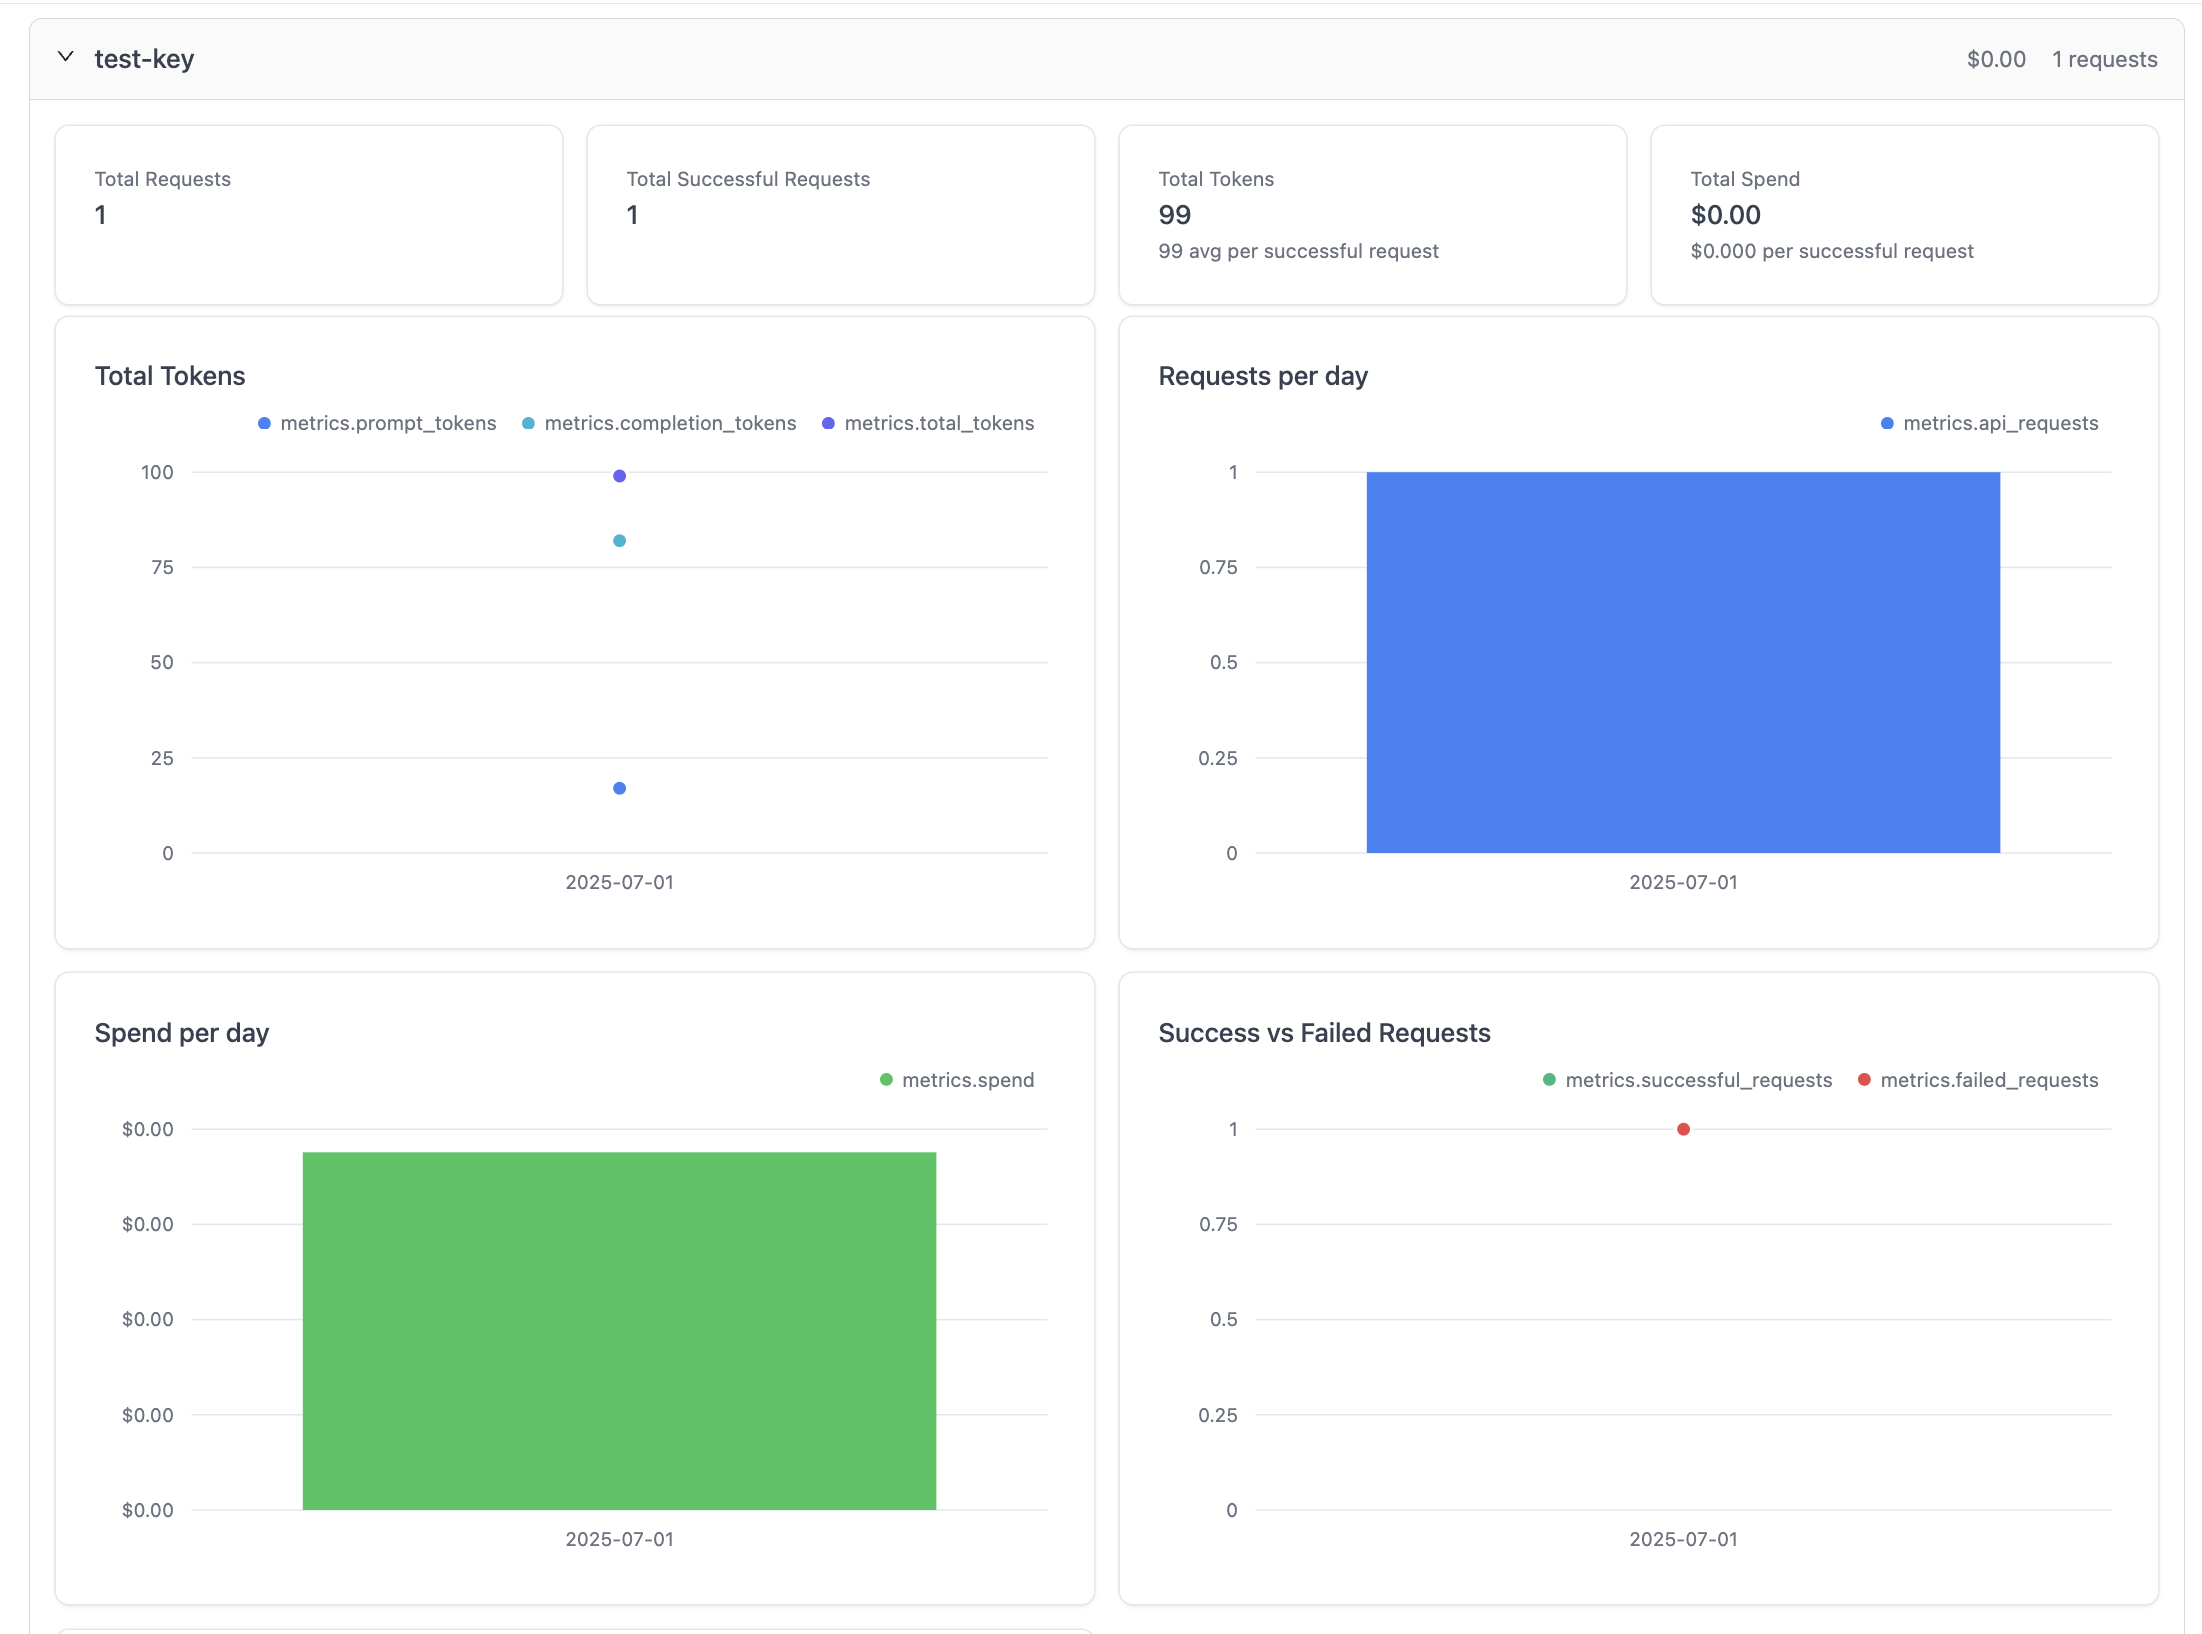 test-key
$0.00 1 requests
Total Requests
1
Total Successful Requests
1
Total Tokens
99
99 avg per successful request
Total Spend
$0.00
$0.000 per successful request
Total Tokens
metrics.prompt_tokens metrics.completion_tokens metrics.total_tokens
100
75
50
25
0
2025-07-01
Requests per day
metrics.api_requests
1
0.75
0.5
0.25
0
2025-07-01
Spend per day
metrics.spend
$0.00
$0.00
$0.00
$0.00
$0.00
2025-07-01
Success vs Failed Requests
metrics.successful_requests metrics.failed_requests
1
0.75
0.5
0.25
0
2025-07-01